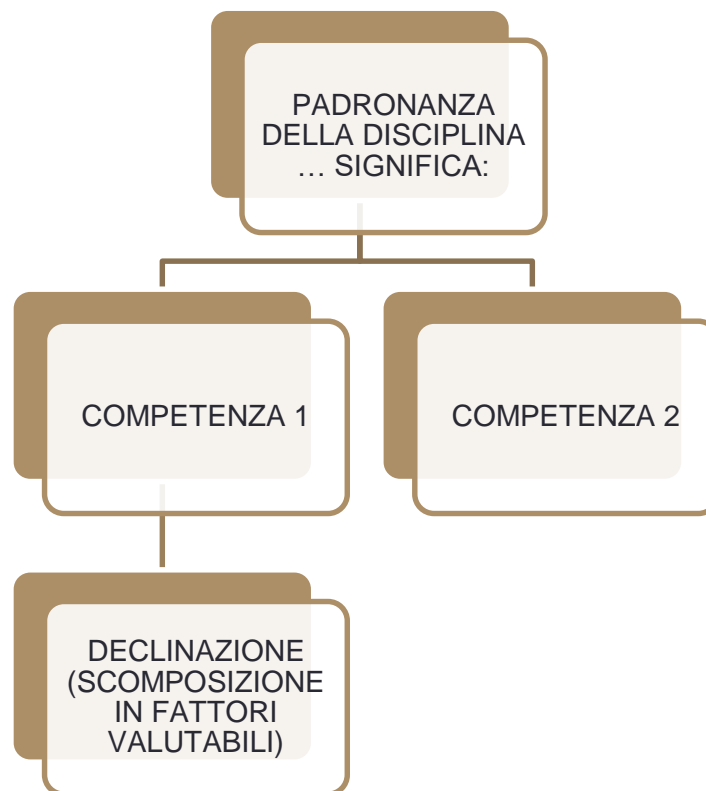 PADRONANZA
DELLA DISCIPLINA
… SIGNIFICA:
COMPETENZA 1
COMPETENZA 2
DECLINAZIONE
(SCOMPOSIZIONE
IN FATTORI
VALUTABILI)